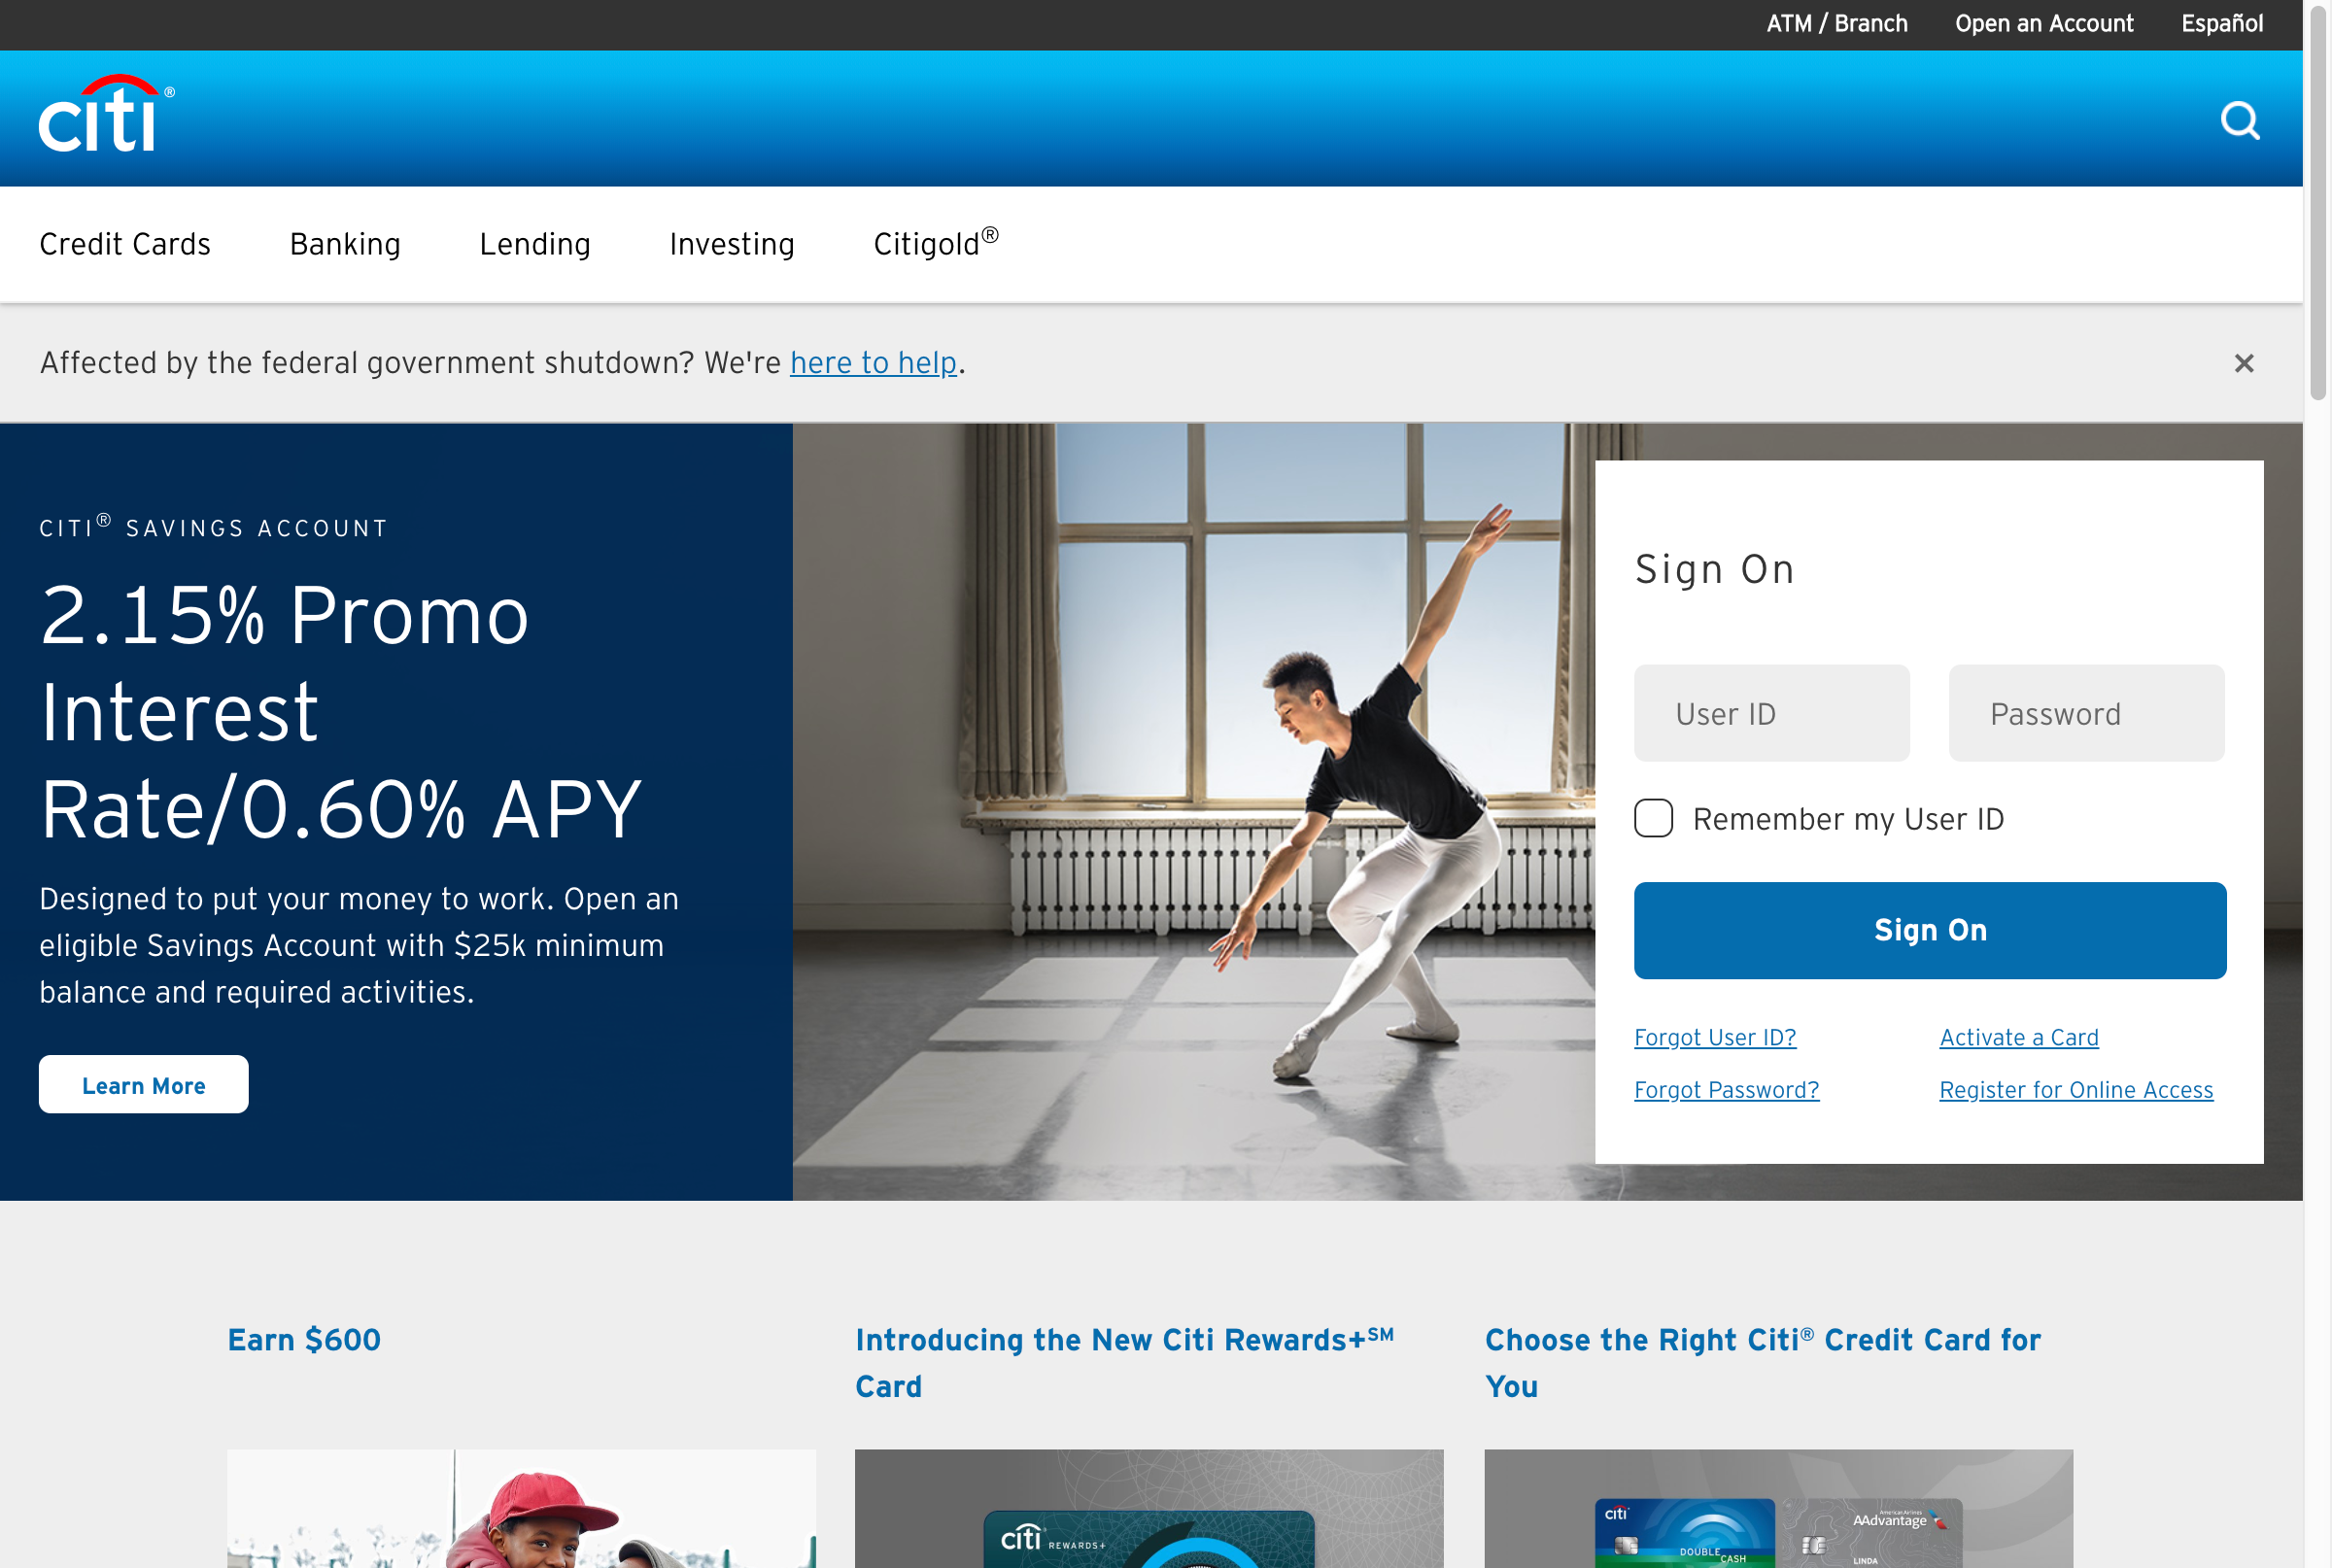 ATM / Branch
Open an Account
Español
citi®
Credit Cards
Banking
Lending
Investing
Citigold®
Affected by the federal government shutdown? We're here to help.
CITI® SAVINGS ACCOUNT
2.15% Promo
Interest
Rate/0.60% APY
Designed to put your money to work. Open an
eligible Savings Account with $25k minimum
balance and required activities.
Learn More
Sign On
User ID
Password
Remember my User ID
Sign On
Forgot User ID?
Activate a Card
Forgot Password?
Register for Online Access
Earn $600
Introducing the New Citi Rewards+℠
Card
Choose the Right Citi® Credit Card for
You
citi REWARDS+
citi
DOUBLE
CASH
American Airlines
AAdvantage
LINDA